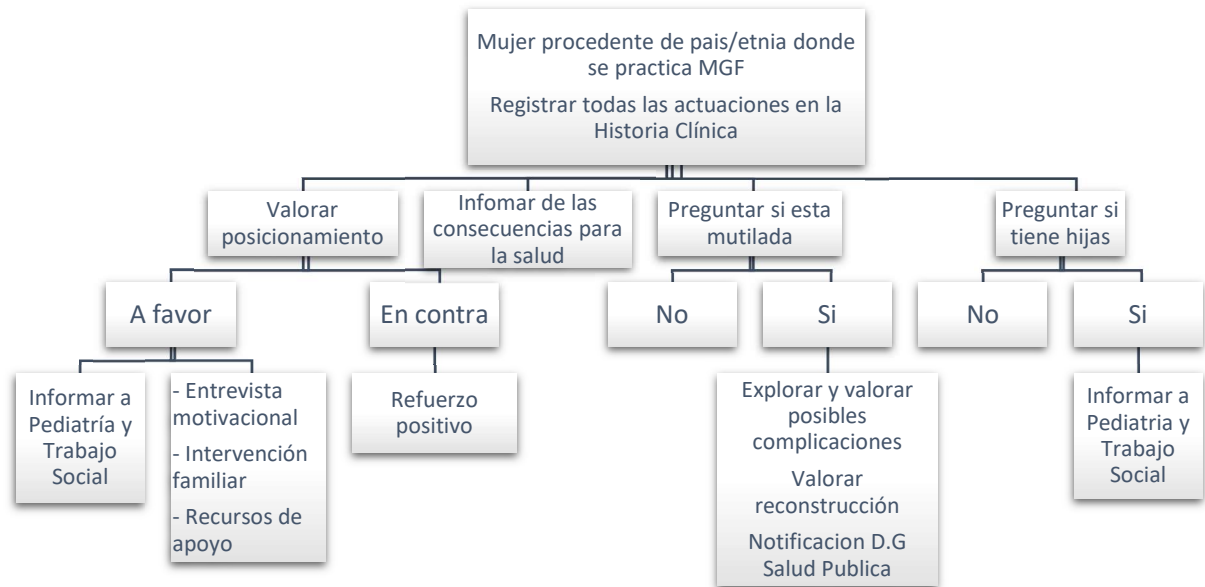 Mujer procedente de pais/etnia donde
se practica MGF
Registrar todas las actuaciones en la
Historia Clínica
Valorar
posicionamiento
Infomar de las
consecuencias para
la salud
Preguntar si esta
mutilada
Preguntar si
tiene hijas
A favor
En contra
No
Si
No
Si
Informar a
Pediatría y
Trabajo
Social
- Entrevista
motivacional
- Intervención
familiar
- Recursos de
apoyo
Refuerzo
positivo
Explorar y valorar
posibles
complicaciones
Valorar
reconstrucción
Notificacion D.G
Salud Publica
Informar a
Pediatria y
Trabajo
Social